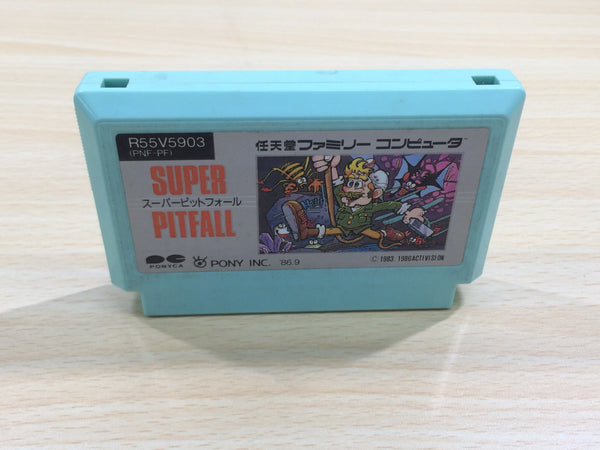 R55V5903
(PNF-PF)
任天堂ファミリー コンピュータ™
SUPER
スーパーピットフォール
PITFALL
PONYCA
PONY INC. '86.9
© 1983. 1986 ACTIVISION